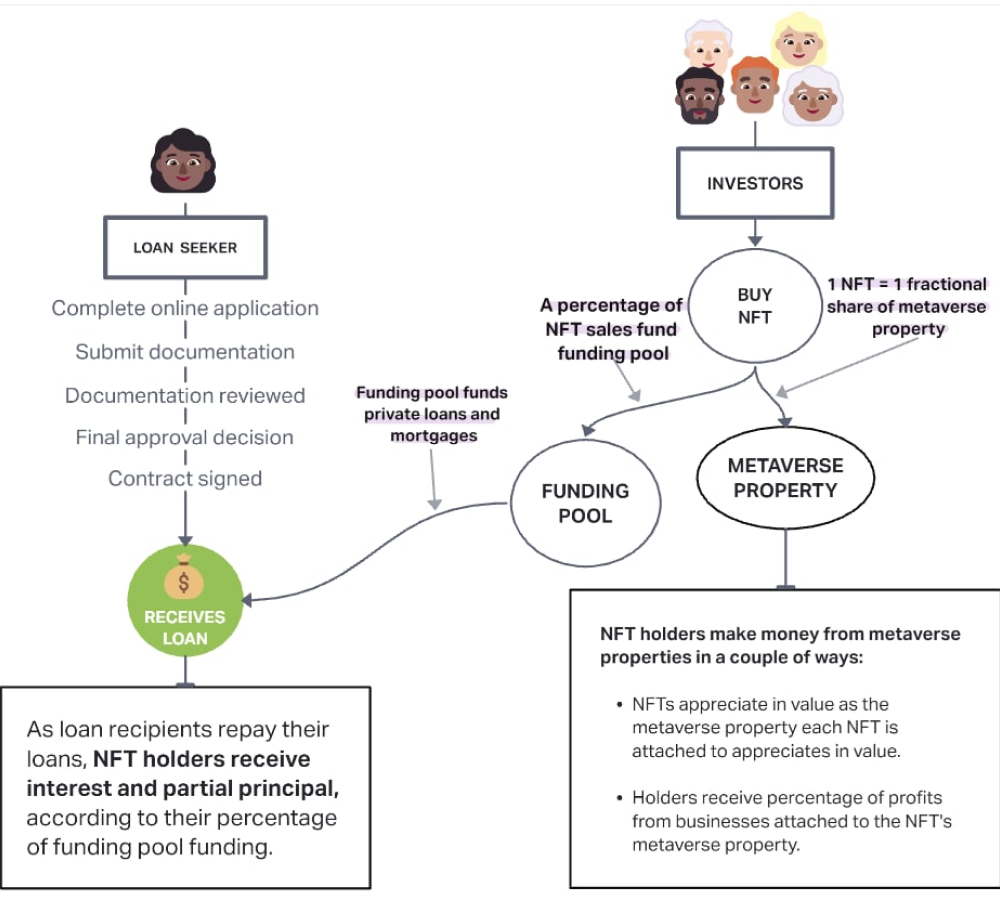 LOAN SEEKER
Complete online application
Submit documentation
Documentation reviewed
Final approval decision
Contract signed
$
RECEIVES
LOAN
As loan recipients repay their
loans, NFT holders receive
interest and partial principal,
according to their percentage
of funding pool funding.
Funding pool funds
private loans and
mortgages
INVESTORS
BUY
NFT
A percentage of
NFT sales fund
funding pool
1 NFT = 1 fractional
share of metaverse
property
FUNDING
POOL
METAVERSE
PROPERTY
NFT holders make money from metaverse
properties in a couple of ways:
• NFTs appreciate in value as the
metaverse property each NFT is
attached to appreciates in value.
• Holders receive percentage of profits
from businesses attached to the NFT's
metaverse property.